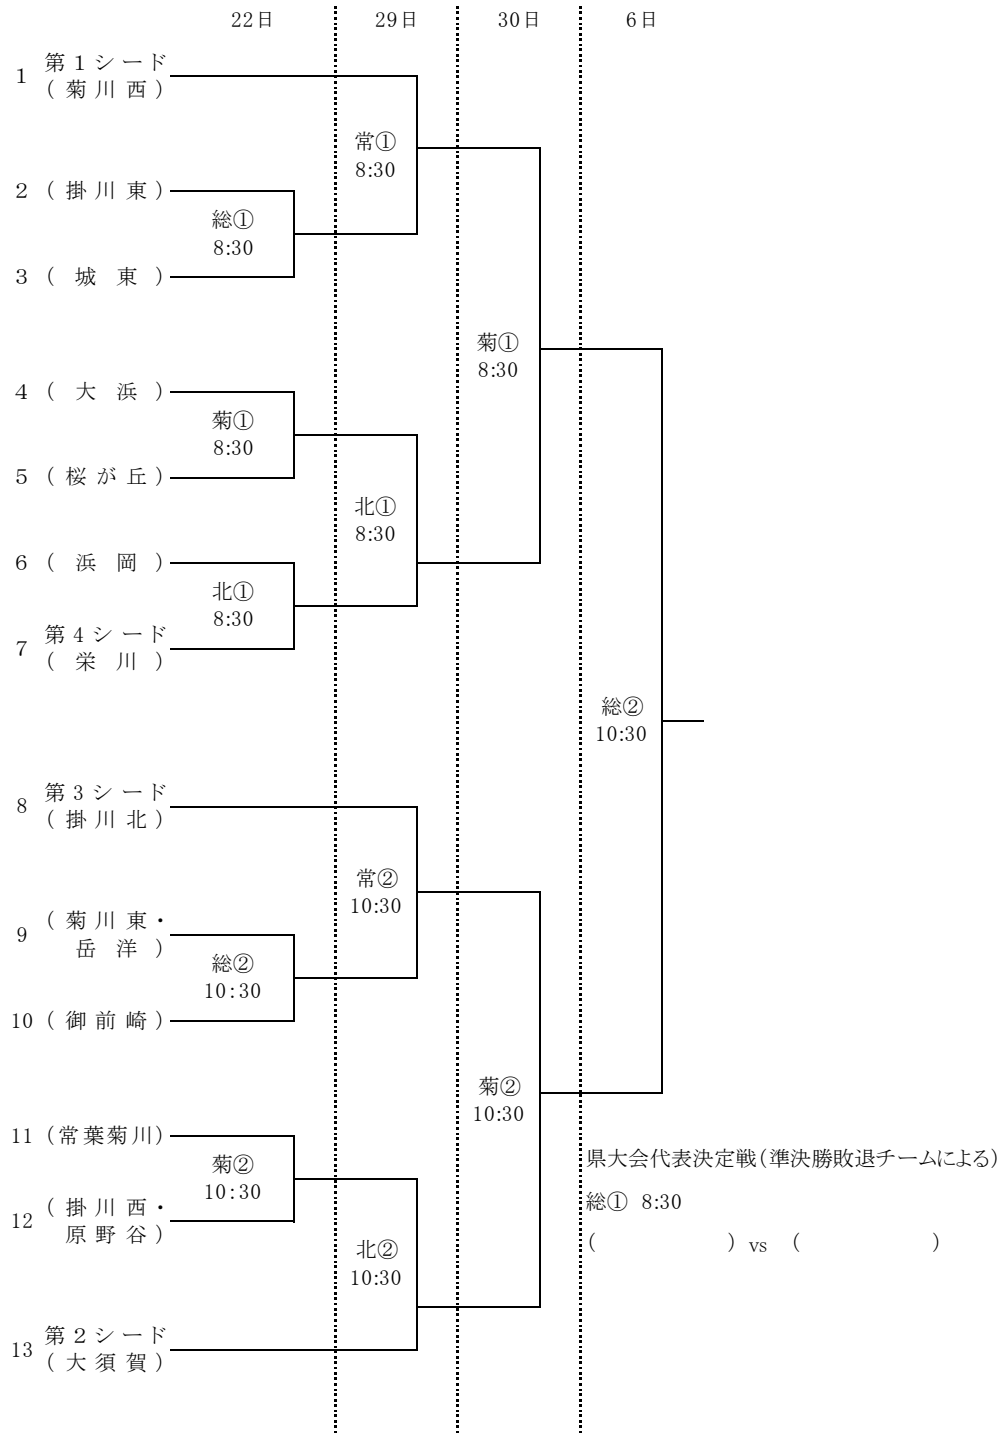 22日 29日 30日 6日
1 第1シード
(菊川西)
常①
8:30
2 (掛川東)
総①
8:30
3 (城東)
菊①
8:30
4 (大浜)
菊①
8:30
5 (桜が丘)
北①
8:30
6 (浜岡)
北①
8:30
7 第4シード
(栄川)
総②
10:30
8 第3シード
(掛川北)
常②
10:30
9 (菊川東・
岳洋)
総②
10:30
10 (御前崎)
菊②
10:30
11 (常葉菊川)
菊②
10:30
12 (掛川西・
原野谷)
北②
10:30
13 第2シード
(大須賀)
県大会代表決定戦(準決勝敗退チームによる)
総① 8:30
( ) vs ( )